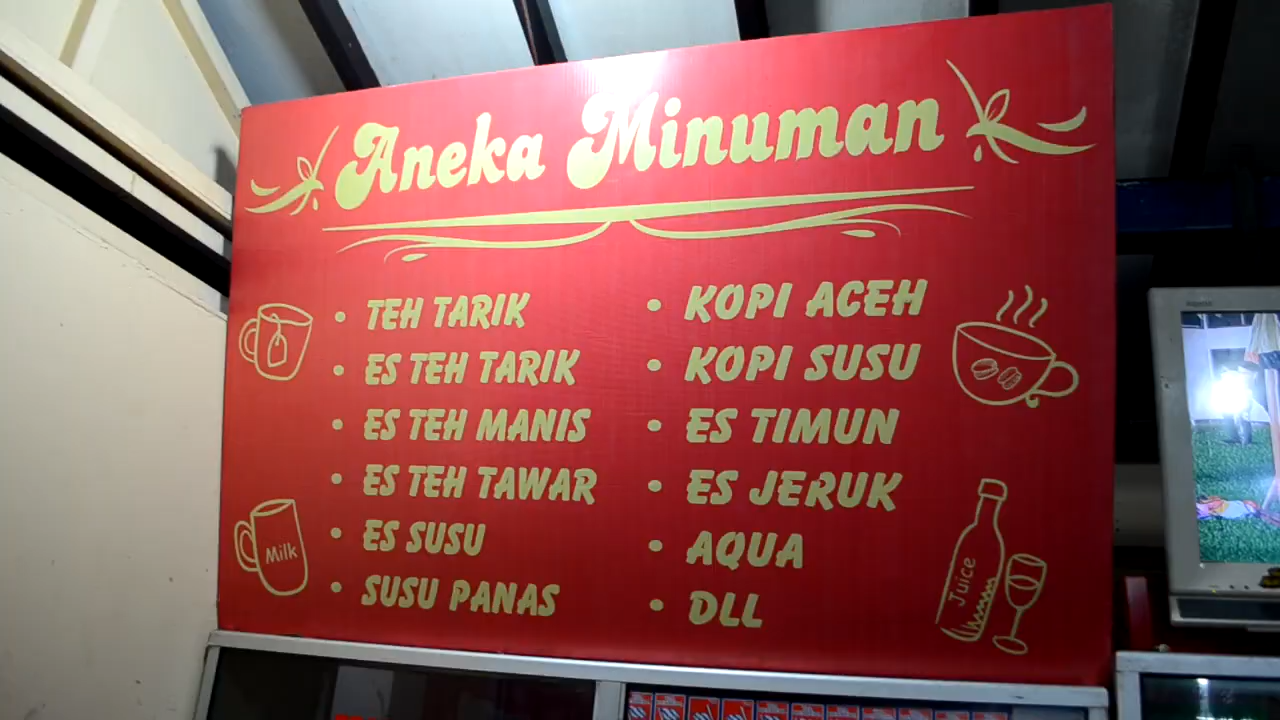 Aneka Minuman
• TEH TARIK
• ES TEH TARIK
• ES TEH MANIS
• ES TEH TAWAR
• ES SUSU
• SUSU PANAS
• KOPI ACEH
• KOPI SUSU
• ES TIMUN
• ES JERUK
• AQUA
• DLL
Milk
Juice